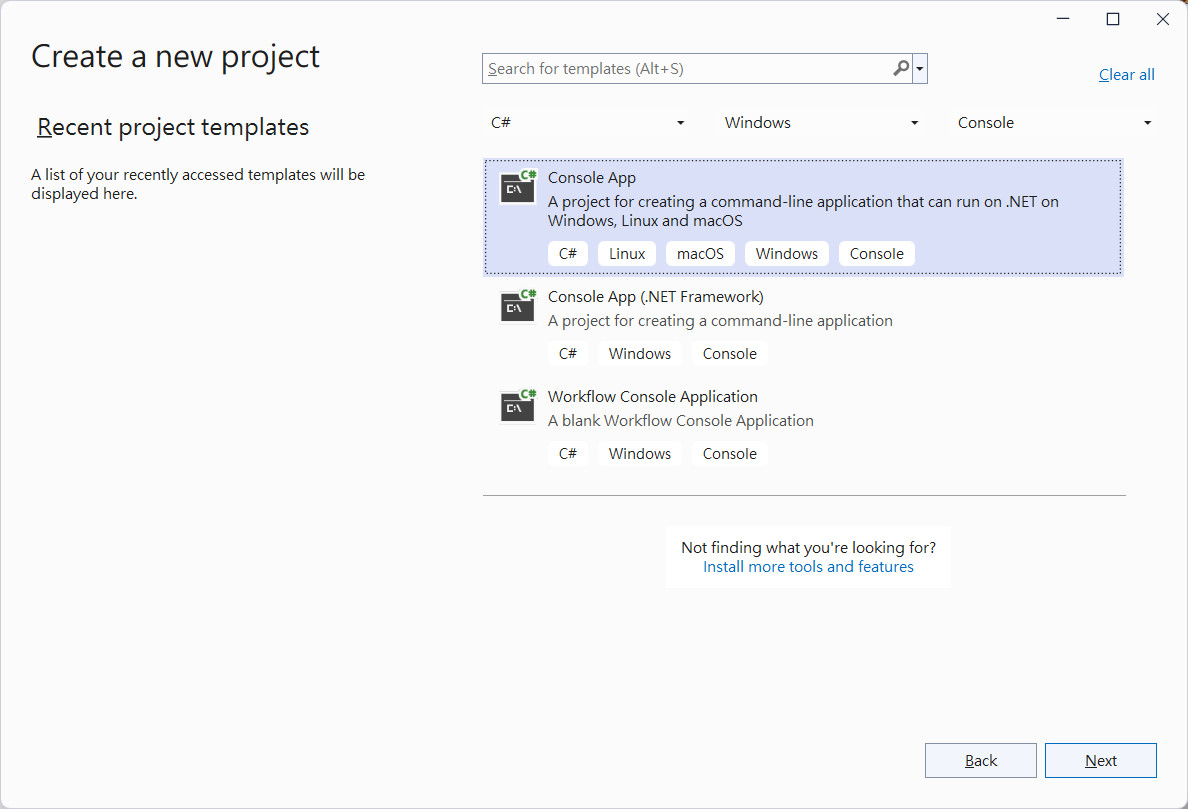 Create a new project
Search for templates (Alt+S)
Clear all
Recent project templates
A list of your recently accessed templates will be
displayed here.
C# Windows Console
C#
C:\
Console App
A project for creating a command-line application that can run on .NET on
Windows, Linux and macOS
C# Linux macOS Windows Console
C#
C:\
Console App (.NET Framework)
A project for creating a command-line application
C# Windows Console
C#
C:\
Workflow Console Application
A blank Workflow Console Application
C# Windows Console
Not finding what you're looking for?
Install more tools and features
Back Next